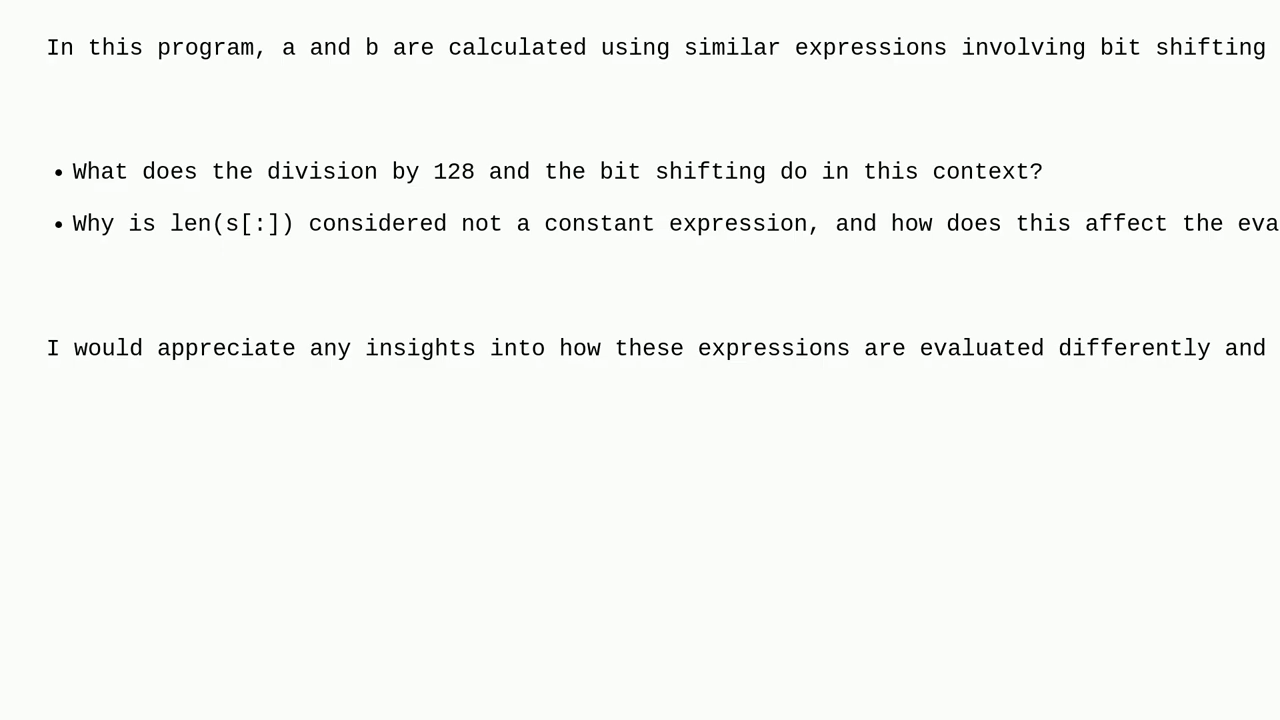 In this program, a and b are calculated using similar expressions involving bit shifting
• What does the division by 128 and the bit shifting do in this context?
• Why is len(s[:]) considered not a constant expression, and how does this affect the eva
I would appreciate any insights into how these expressions are evaluated differently and